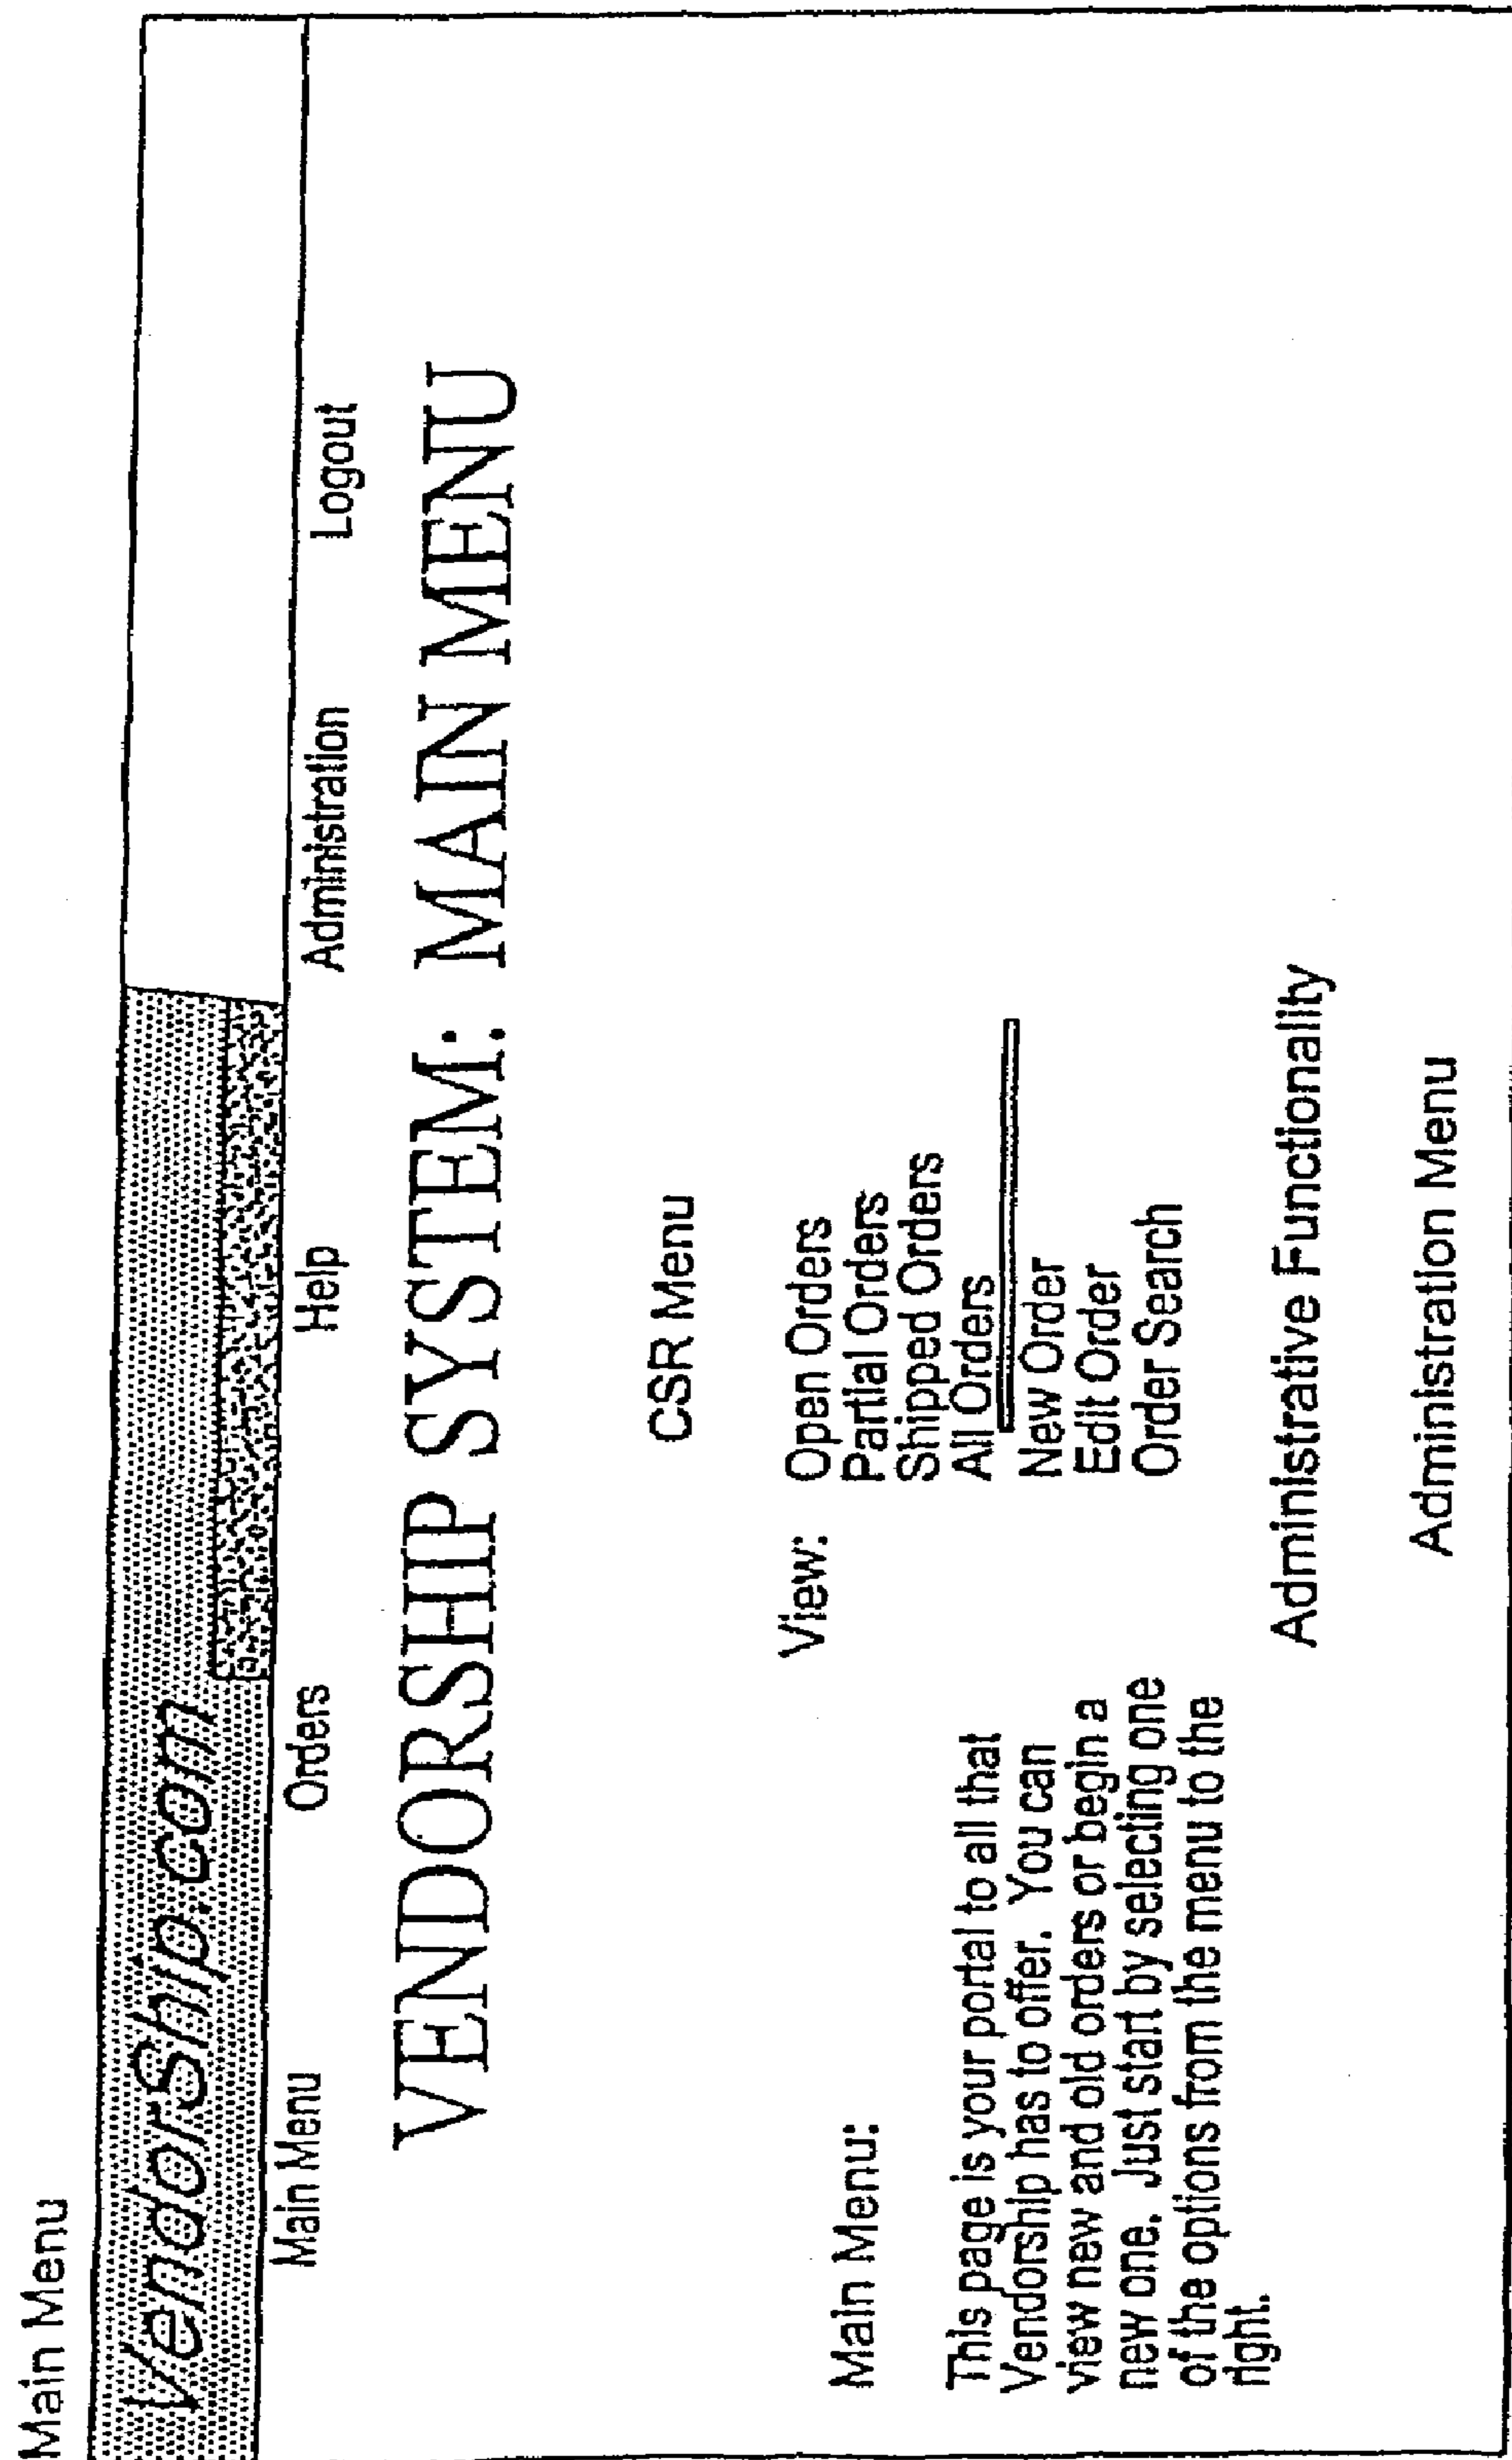 Main Menu
VendorShip.com
Main Menu Orders Help Administration Logout
VENDORSHIP SYSTEM: MAIN MENU
CSR Menu
Main Menu:
This page is your portal to all that
Vendorship has to offer. You can
view new and old orders or begin a
new one. Just start by selecting one
of the options from the menu to the
right.
View: Open Orders
Partial Orders
Shipped Orders
All Orders
New Order
Edit Order
Order Search
Administrative Functionality
Administration Menu